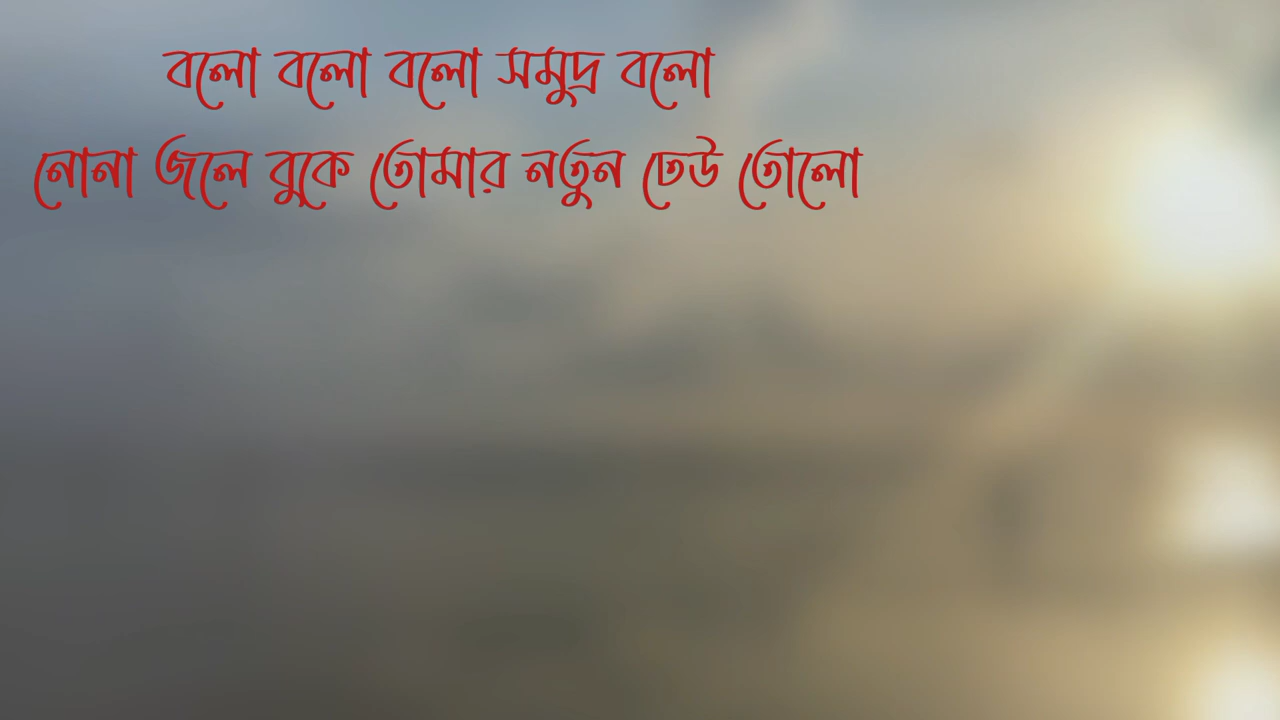 বলো বলো বলো সমুদ্র বলো
নোনা জলে বুকে তোমার নতুন ঢেউ তোলো